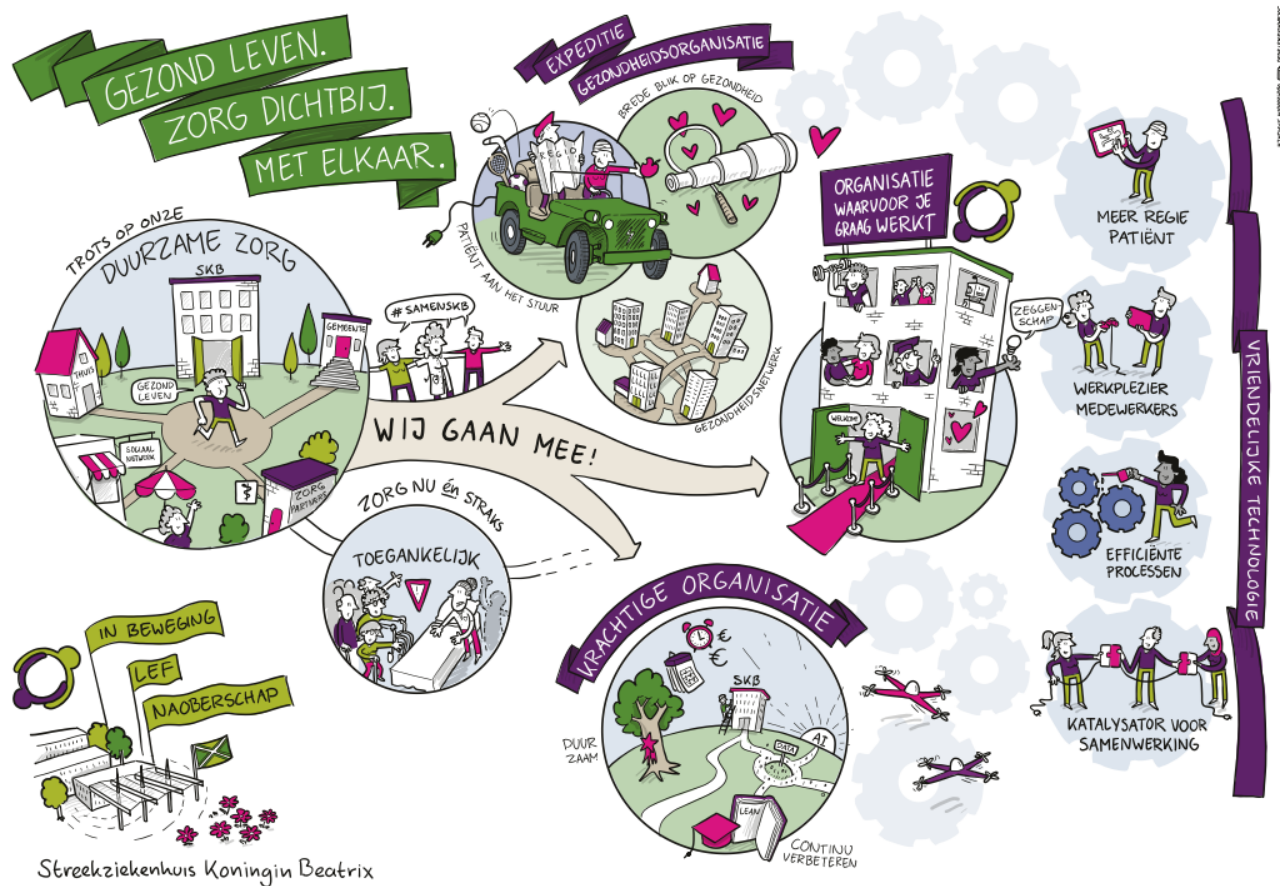 GEZOND LEVEN.
ZORG DICHTBIJ.
MET ELKAAR.
EXPEDITIE
GEZONDHEIDSORGANISATIE
BREDE BLIK OP GEZONDHEID
REGIO
PATIËNT AAN HET STUUR
GEZONDHEIDSNETWERK
TROTS OP ONZE
DUURZAME ZORG
SKB
THUIS
GEMEENTE
GEZOND
LEVEN
SOCIAAL
NETWERK
ZORG
PARTNERS
# SAMENSKB
WIJ GAAN MEE!
ZORG NU én STRAKS
TOEGANKELIJK
ORGANISATIE
WAARVOOR JE
GRAAG WERKT
ZEGGEN-
SCHAP
WELKOM!
KRACHTIGE ORGANISATIE
€
€
SKB
AI
DATA
LEAN
DUUR
ZAAM
CONTINU
VERBETEREN
MEER REGIE
PATIËNT
WERKPLEZIER
MEDEWERKERS
EFFICIËNTE
PROCESSEN
KATALYSATOR VOOR
SAMENWERKING
VRIENDELIJKE TECHNOLOGIE
IN BEWEGING
LEF
NAOBERSCHAP
Streekziekenhuis Koningin Beatrix